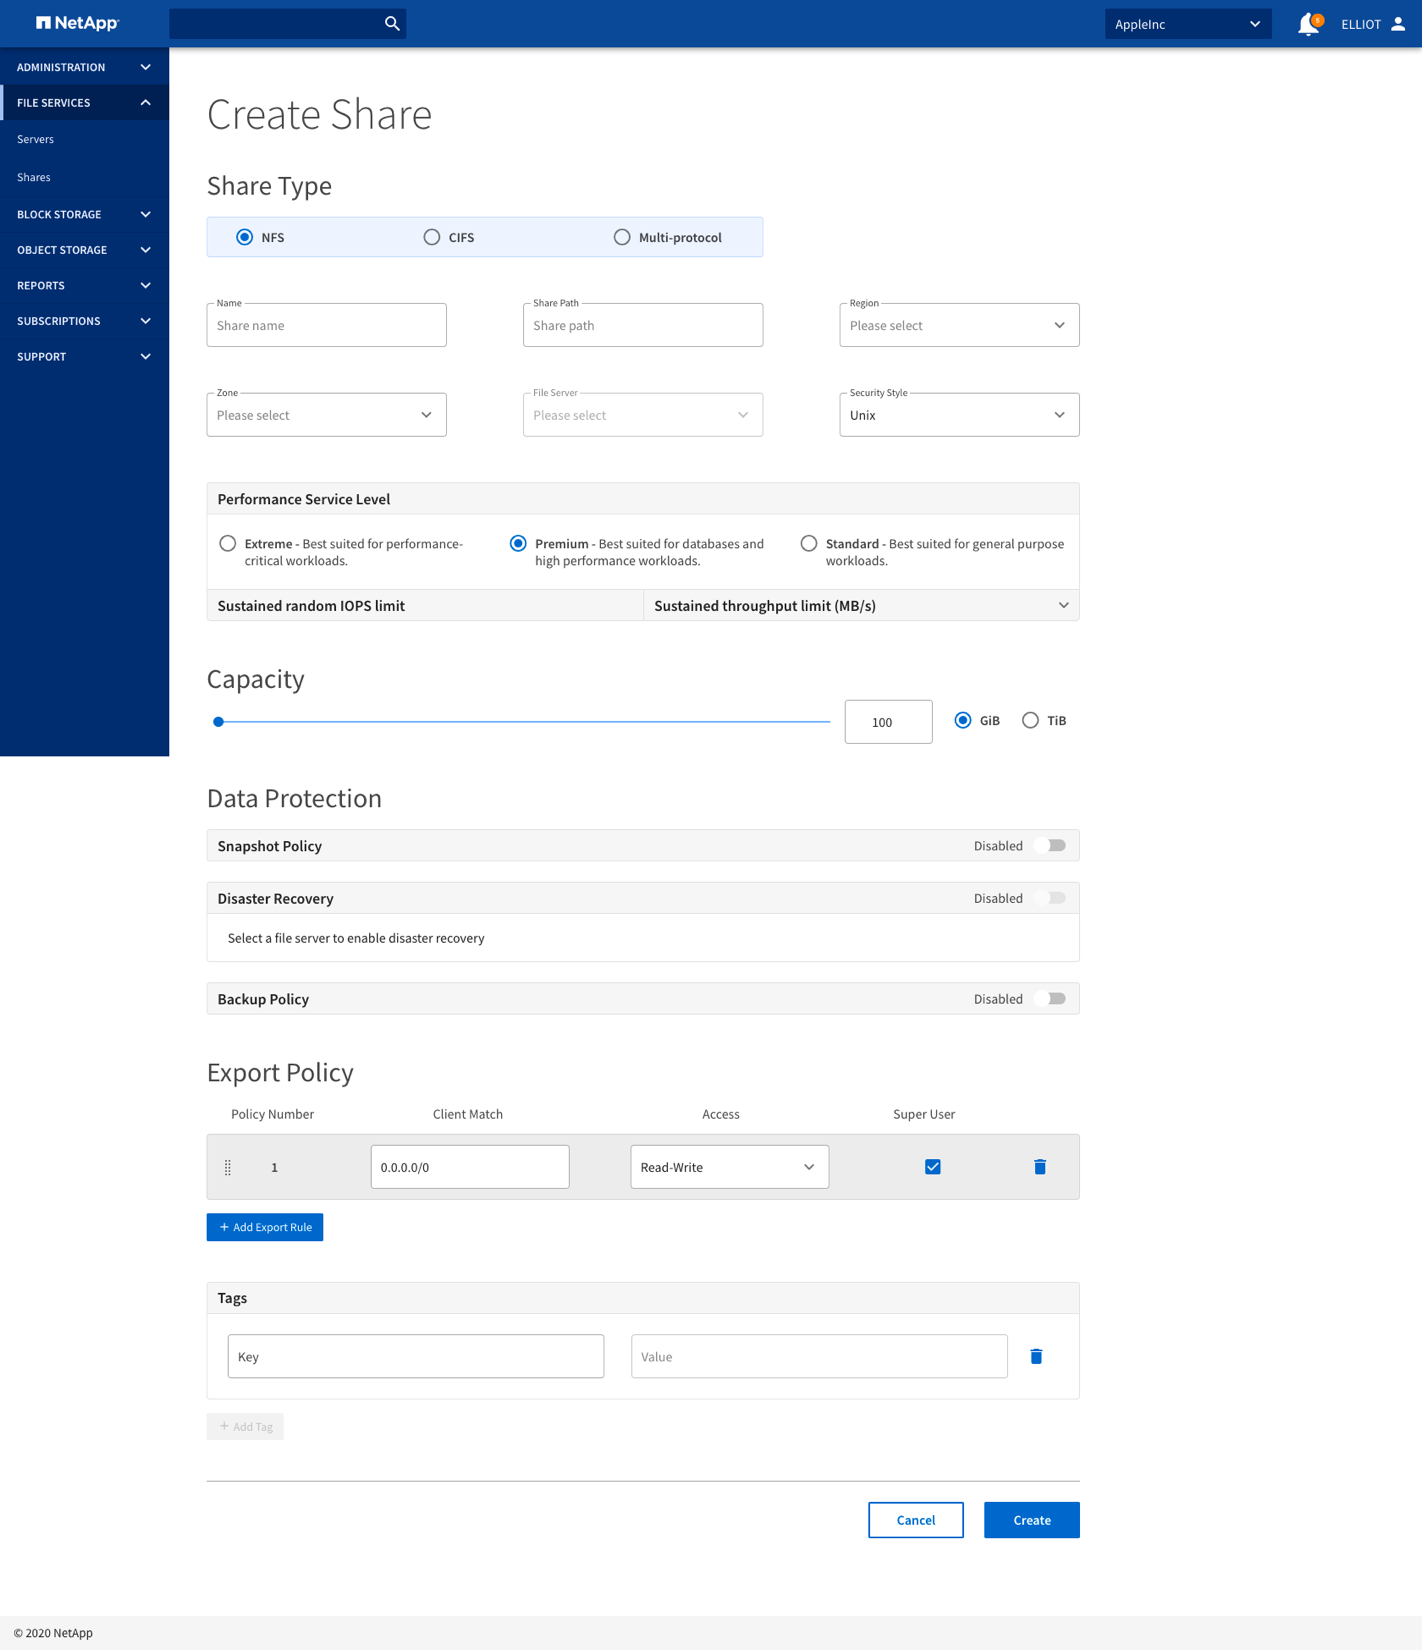 NetApp
AppleInc
5
ELLIOT
ADMINISTRATION
FILE SERVICES
Servers
Shares
BLOCK STORAGE
OBJECT STORAGE
REPORTS
SUBSCRIPTIONS
SUPPORT
Create Share
Share Type
NFS
CIFS
Multi-protocol
Name
Share name
Share Path
Share path
Region
Please select
Zone
Please select
File Server
Please select
Security Style
Unix
Performance Service Level
Extreme - Best suited for performance-
critical workloads.
Premium - Best suited for databases and
high performance workloads.
Standard - Best suited for general purpose
workloads.
Sustained random IOPS limit
Sustained throughput limit (MB/s)
Capacity
100
GiB
TiB
Data Protection
Snapshot Policy
Disabled
Disaster Recovery
Disabled
Select a file server to enable disaster recovery
Backup Policy
Disabled
Export Policy
Policy Number
Client Match
Access
Super User
1
0.0.0.0/0
Read-Write
+ Add Export Rule
Tags
Key
Value
+ Add Tag
Cancel
Create
© 2020 NetApp